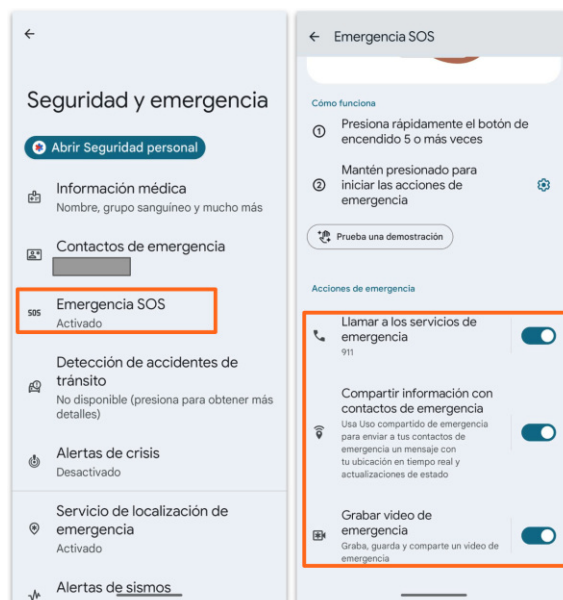 Seguridad y emergencia
Abrir Seguridad personal
Información médica
Nombre, grupo sanguíneo y mucho más
Contactos de emergencia
SOS
Emergencia SOS
Activado
Detección de accidentes de
tránsito
No disponible (presiona para obtener más
detalles)
Alertas de crisis
Desactivado
Servicio de localización de
emergencia
Activado
Alertas de sismos
Emergencia SOS
Cómo funciona
1
Presiona rápidamente el botón de
encendido 5 o más veces
2
Mantén presionado para
iniciar las acciones de
emergencia
Prueba una demostración
Acciones de emergencia
Llamar a los servicios de
emergencia
911
Compartir información con
contactos de emergencia
Usa Uso compartido de emergencia
para enviar a tus contactos de
emergencia un mensaje con
tu ubicación en tiempo real y
actualizaciones de estado
Grabar video de
emergencia
Graba, guarda y comparte un video de
emergencia